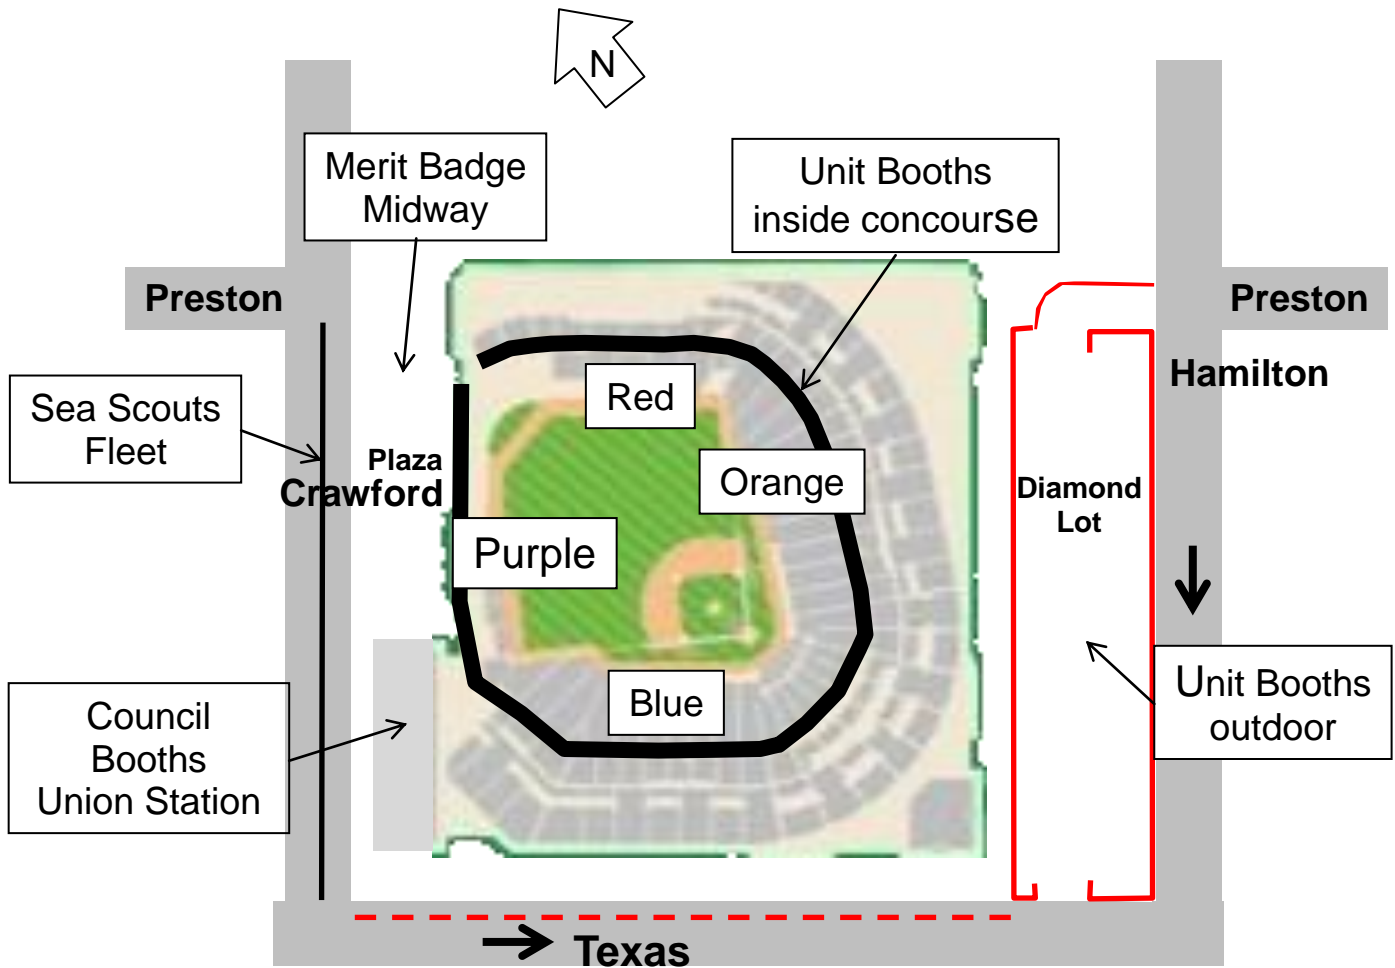 N
Merit Badge
Midway
Unit Booths
inside concourse
Preston
Preston
Hamilton
Sea Scouts
Fleet
Red
Plaza
Crawford
Orange
Diamond
Lot
Purple
Unit Booths
outdoor
Blue
Council
Booths
Union Station
Texas